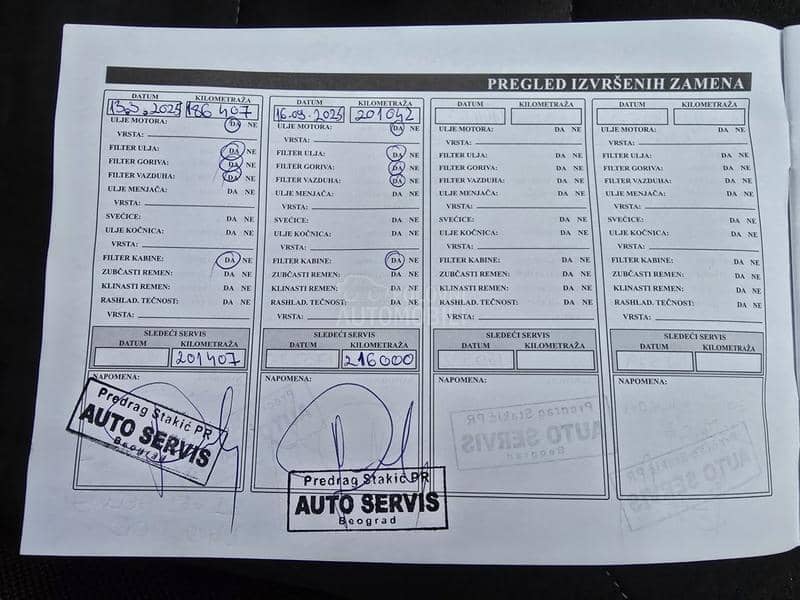 PREGLED IZVRŠENIH ZAMENA
DATUM KILOMETRAŽA
13.5.2025 186 407
ULJE MOTORA: DA NE
VRSTA:
FILTER ULJA: DA NE
FILTER GORIVA: DA NE
FILTER VAZDUHA: DA NE
ULJE MENJAČA: DA NE
VRSTA:
SVEĆICE: DA NE
ULJE KOČNICA: DA NE
VRSTA:
FILTER KABINE: DA NE
ZUBČASTI REMEN: DA NE
KLINASTI REMEN: DA NE
RASHLAD. TEČNOST: DA NE
VRSTA:
SLEDEĆI SERVIS
DATUM KILOMETRAŽA
201407
NAPOMENA:
Predrag Stakić PR
AUTO SERVIS
Beograd
DATUM KILOMETRAŽA
16.09.2025 201042
ULJE MOTORA: DA NE
VRSTA:
FILTER ULJA: DA NE
FILTER GORIVA: DA NE
FILTER VAZDUHA: DA NE
ULJE MENJAČA: DA NE
VRSTA:
SVEĆICE: DA NE
ULJE KOČNICA: DA NE
VRSTA:
FILTER KABINE: DA NE
ZUBČASTI REMEN: DA NE
KLINASTI REMEN: DA NE
RASHLAD. TEČNOST: DA NE
VRSTA:
SLEDEĆI SERVIS
DATUM KILOMETRAŽA
216000
NAPOMENA:
Predrag Stakić PR
AUTO SERVIS
Beograd
DATUM KILOMETRAŽA
ULJE MOTORA: DA NE
VRSTA:
FILTER ULJA: DA NE
FILTER GORIVA: DA NE
FILTER VAZDUHA: DA NE
ULJE MENJAČA: DA NE
VRSTA:
SVEĆICE: DA NE
ULJE KOČNICA: DA NE
VRSTA:
FILTER KABINE: DA NE
ZUBČASTI REMEN: DA NE
KLINASTI REMEN: DA NE
RASHLAD. TEČNOST: DA NE
VRSTA:
SLEDEĆI SERVIS
DATUM KILOMETRAŽA
NAPOMENA:
Predrag Stakić PR
AUTO SERVIS
Beograd
DATUM KILOMETRAŽA
ULJE MOTORA: DA NE
VRSTA:
FILTER ULJA: DA NE
FILTER GORIVA: DA NE
FILTER VAZDUHA: DA NE
ULJE MENJAČA: DA NE
VRSTA:
SVEĆICE: DA NE
ULJE KOČNICA: DA NE
VRSTA:
FILTER KABINE: DA NE
ZUBČASTI REMEN: DA NE
KLINASTI REMEN: DA NE
RASHLAD. TEČNOST: DA NE
VRSTA:
SLEDEĆI SERVIS
DATUM KILOMETRAŽA
NAPOMENA: